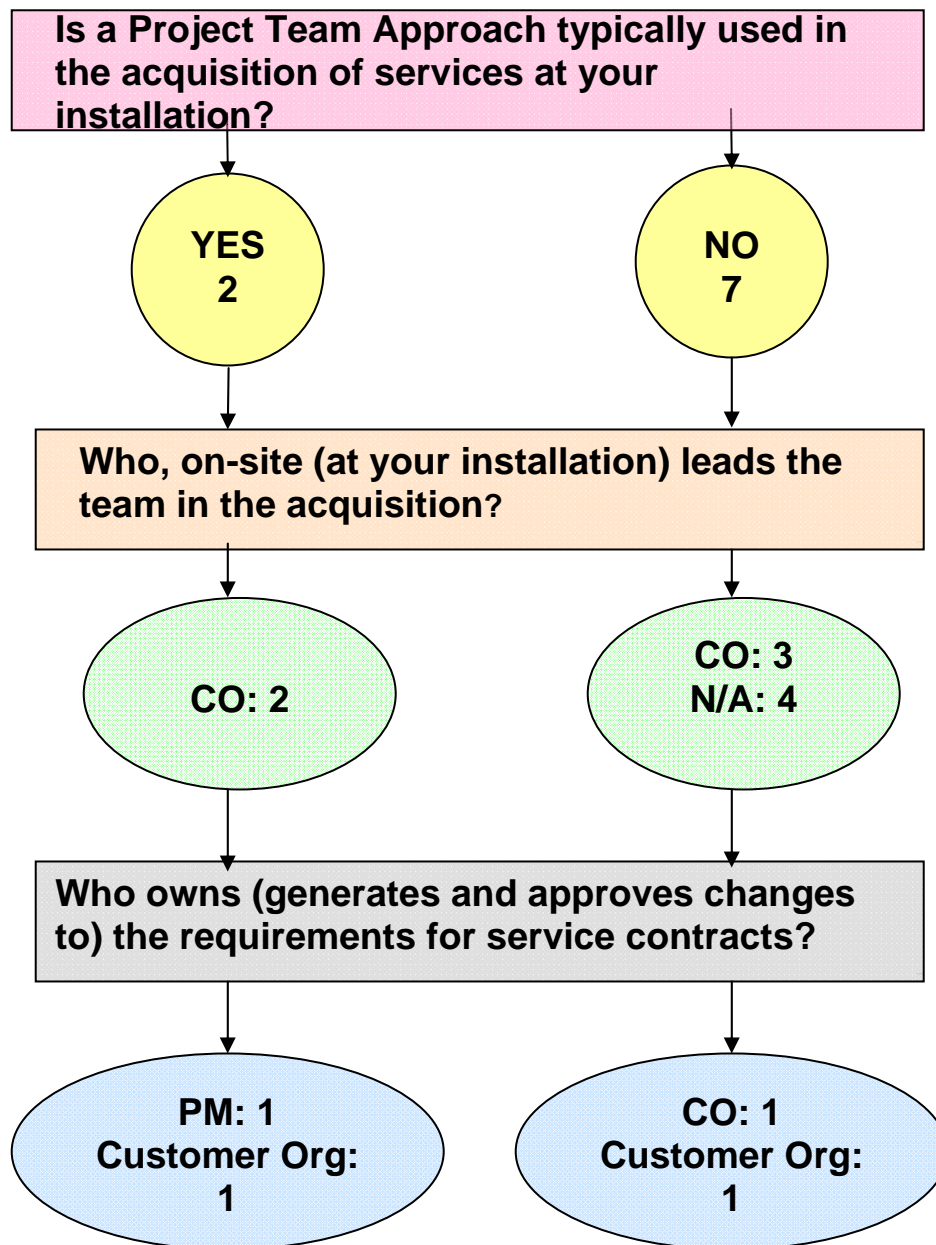 Is a Project Team Approach typically used in
the acquisition of services at your
installation?
YES
2
NO
7
Who, on-site (at your installation) leads the
team in the acquisition?
CO: 2
CO: 3
N/A: 4
Who owns (generates and approves changes
to) the requirements for service contracts?
PM: 1
Customer Org:
1
CO: 1
Customer Org:
1